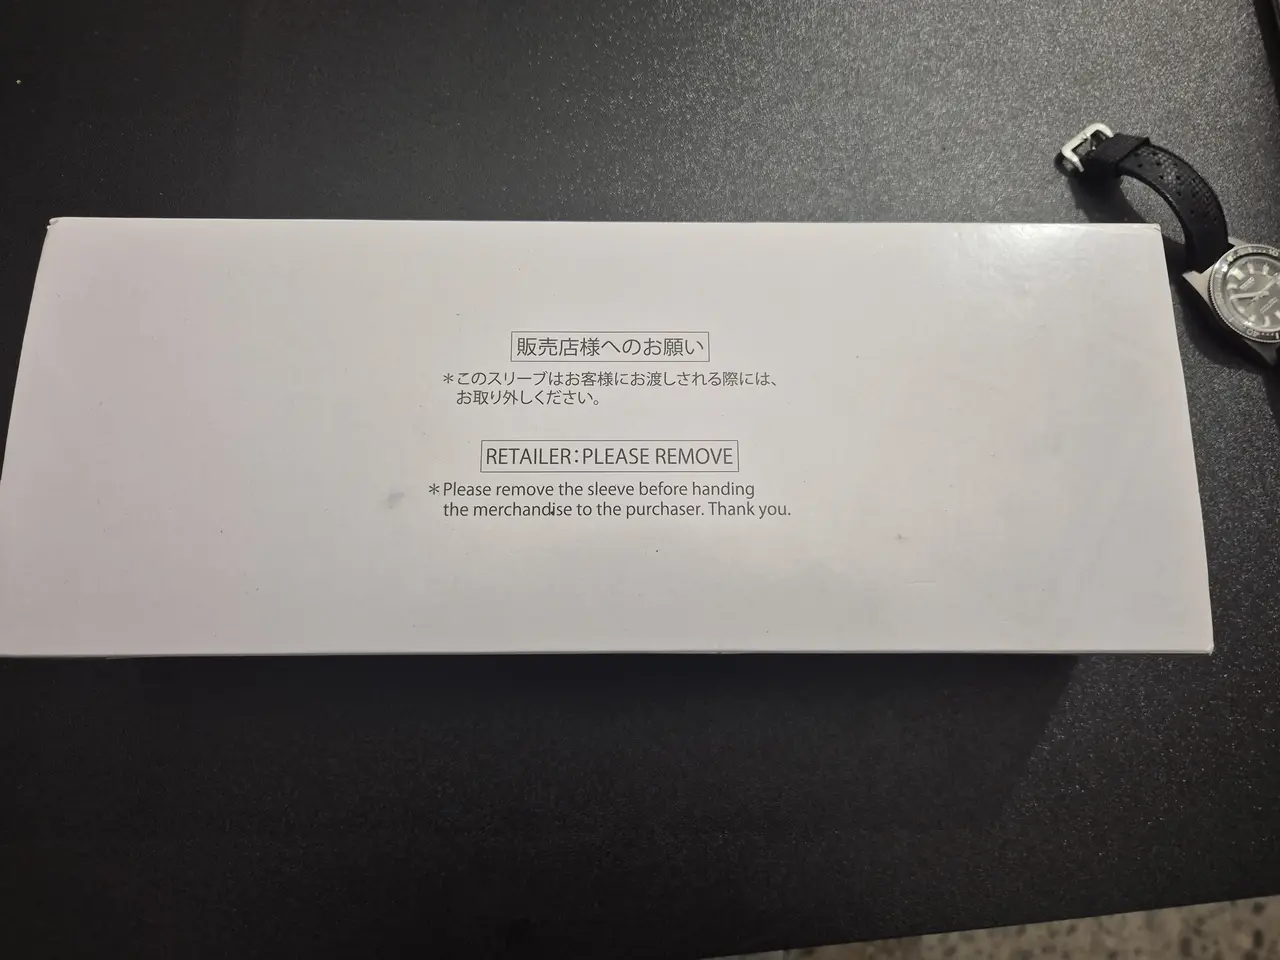 販売店様へのお願い
＊このスリーブはお客様にお渡しされる際には、
お取り外しください。
RETAILER：PLEASE REMOVE
＊Please remove the sleeve before handing
the merchandise to the purchaser. Thank you.